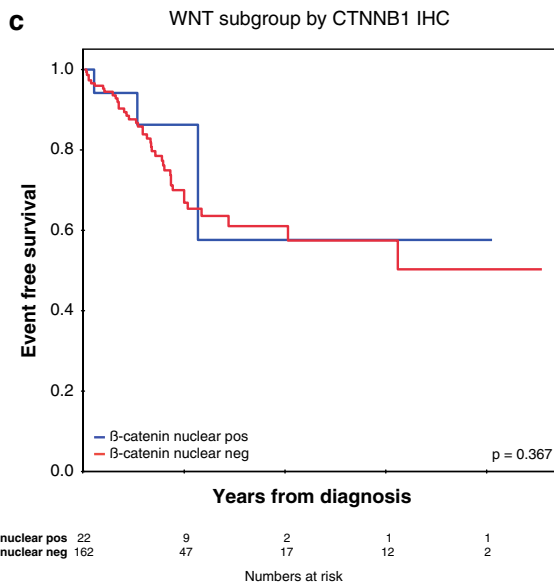 c
WNT subgroup by CTNNB1 IHC
1.0
0.8
0.6
0.4
0.2
0.0
Event free survival
ß-catenin nuclear pos
ß-catenin nuclear neg
p = 0.367
Years from diagnosis
nuclear pos 22 9 2 1 1
nuclear neg 162 47 17 12 2
Numbers at risk